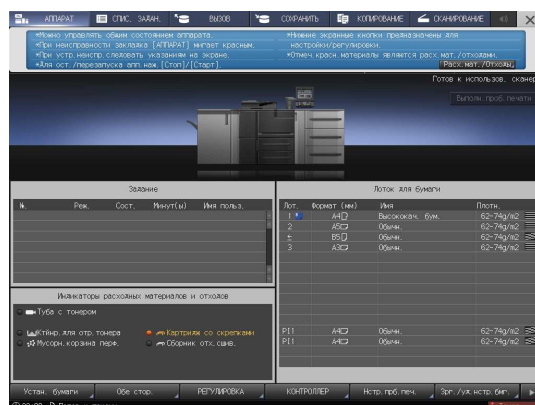 АППАРАТ
СПИС. ЗАДАН.
ВЫЗОВ
СОХРАНИТЬ
КОПИРОВАНИЕ
СКАНИРОВАНИЕ
*Можно управлять общим состоянием аппарата.
*При неисправности закладка [АППАРАТ] мигает красным.
*При устр.неиспр.следовать указаниям на экране.
*Для ост./перезапуска апп.наж.[Стоп]/[Старт].
*Нижние экранные кнопки предназначены для
настройки/регулировки.
*Отмеч.красн.материалы являются расх.мат./отходами.
Расх.мат./Отходы
Готов к использов. сканер
Выполн.проб.печати
Задание
№. Реж. Сост. Минут(ы) Имя польз.
Лоток для бумаги
Лот. Формат (мм) Имя Плотн.
1 A4 Высококач. бум. 62-74g/m2
2 A5 Обычн. 62-74g/m2
B5 Обычн. 62-74g/m2
3 A3 Обычн. 62-74g/m2
PI1 A4 Обычн. 62-74g/m2
PI1 A4 Обычн. 62-74g/m2
Индикаторы расходных материалов и отходов
Туба с тонером
Ктйнр.для отр.тонера
Картридж со скрепками
Мусорн.корзина перф.
Сборник отх.сшив.
Устан. бумаги
Обе стор.
РЕГУЛИРОВКА
КОНТРОЛЛЕР
Нстр.прб.печ.